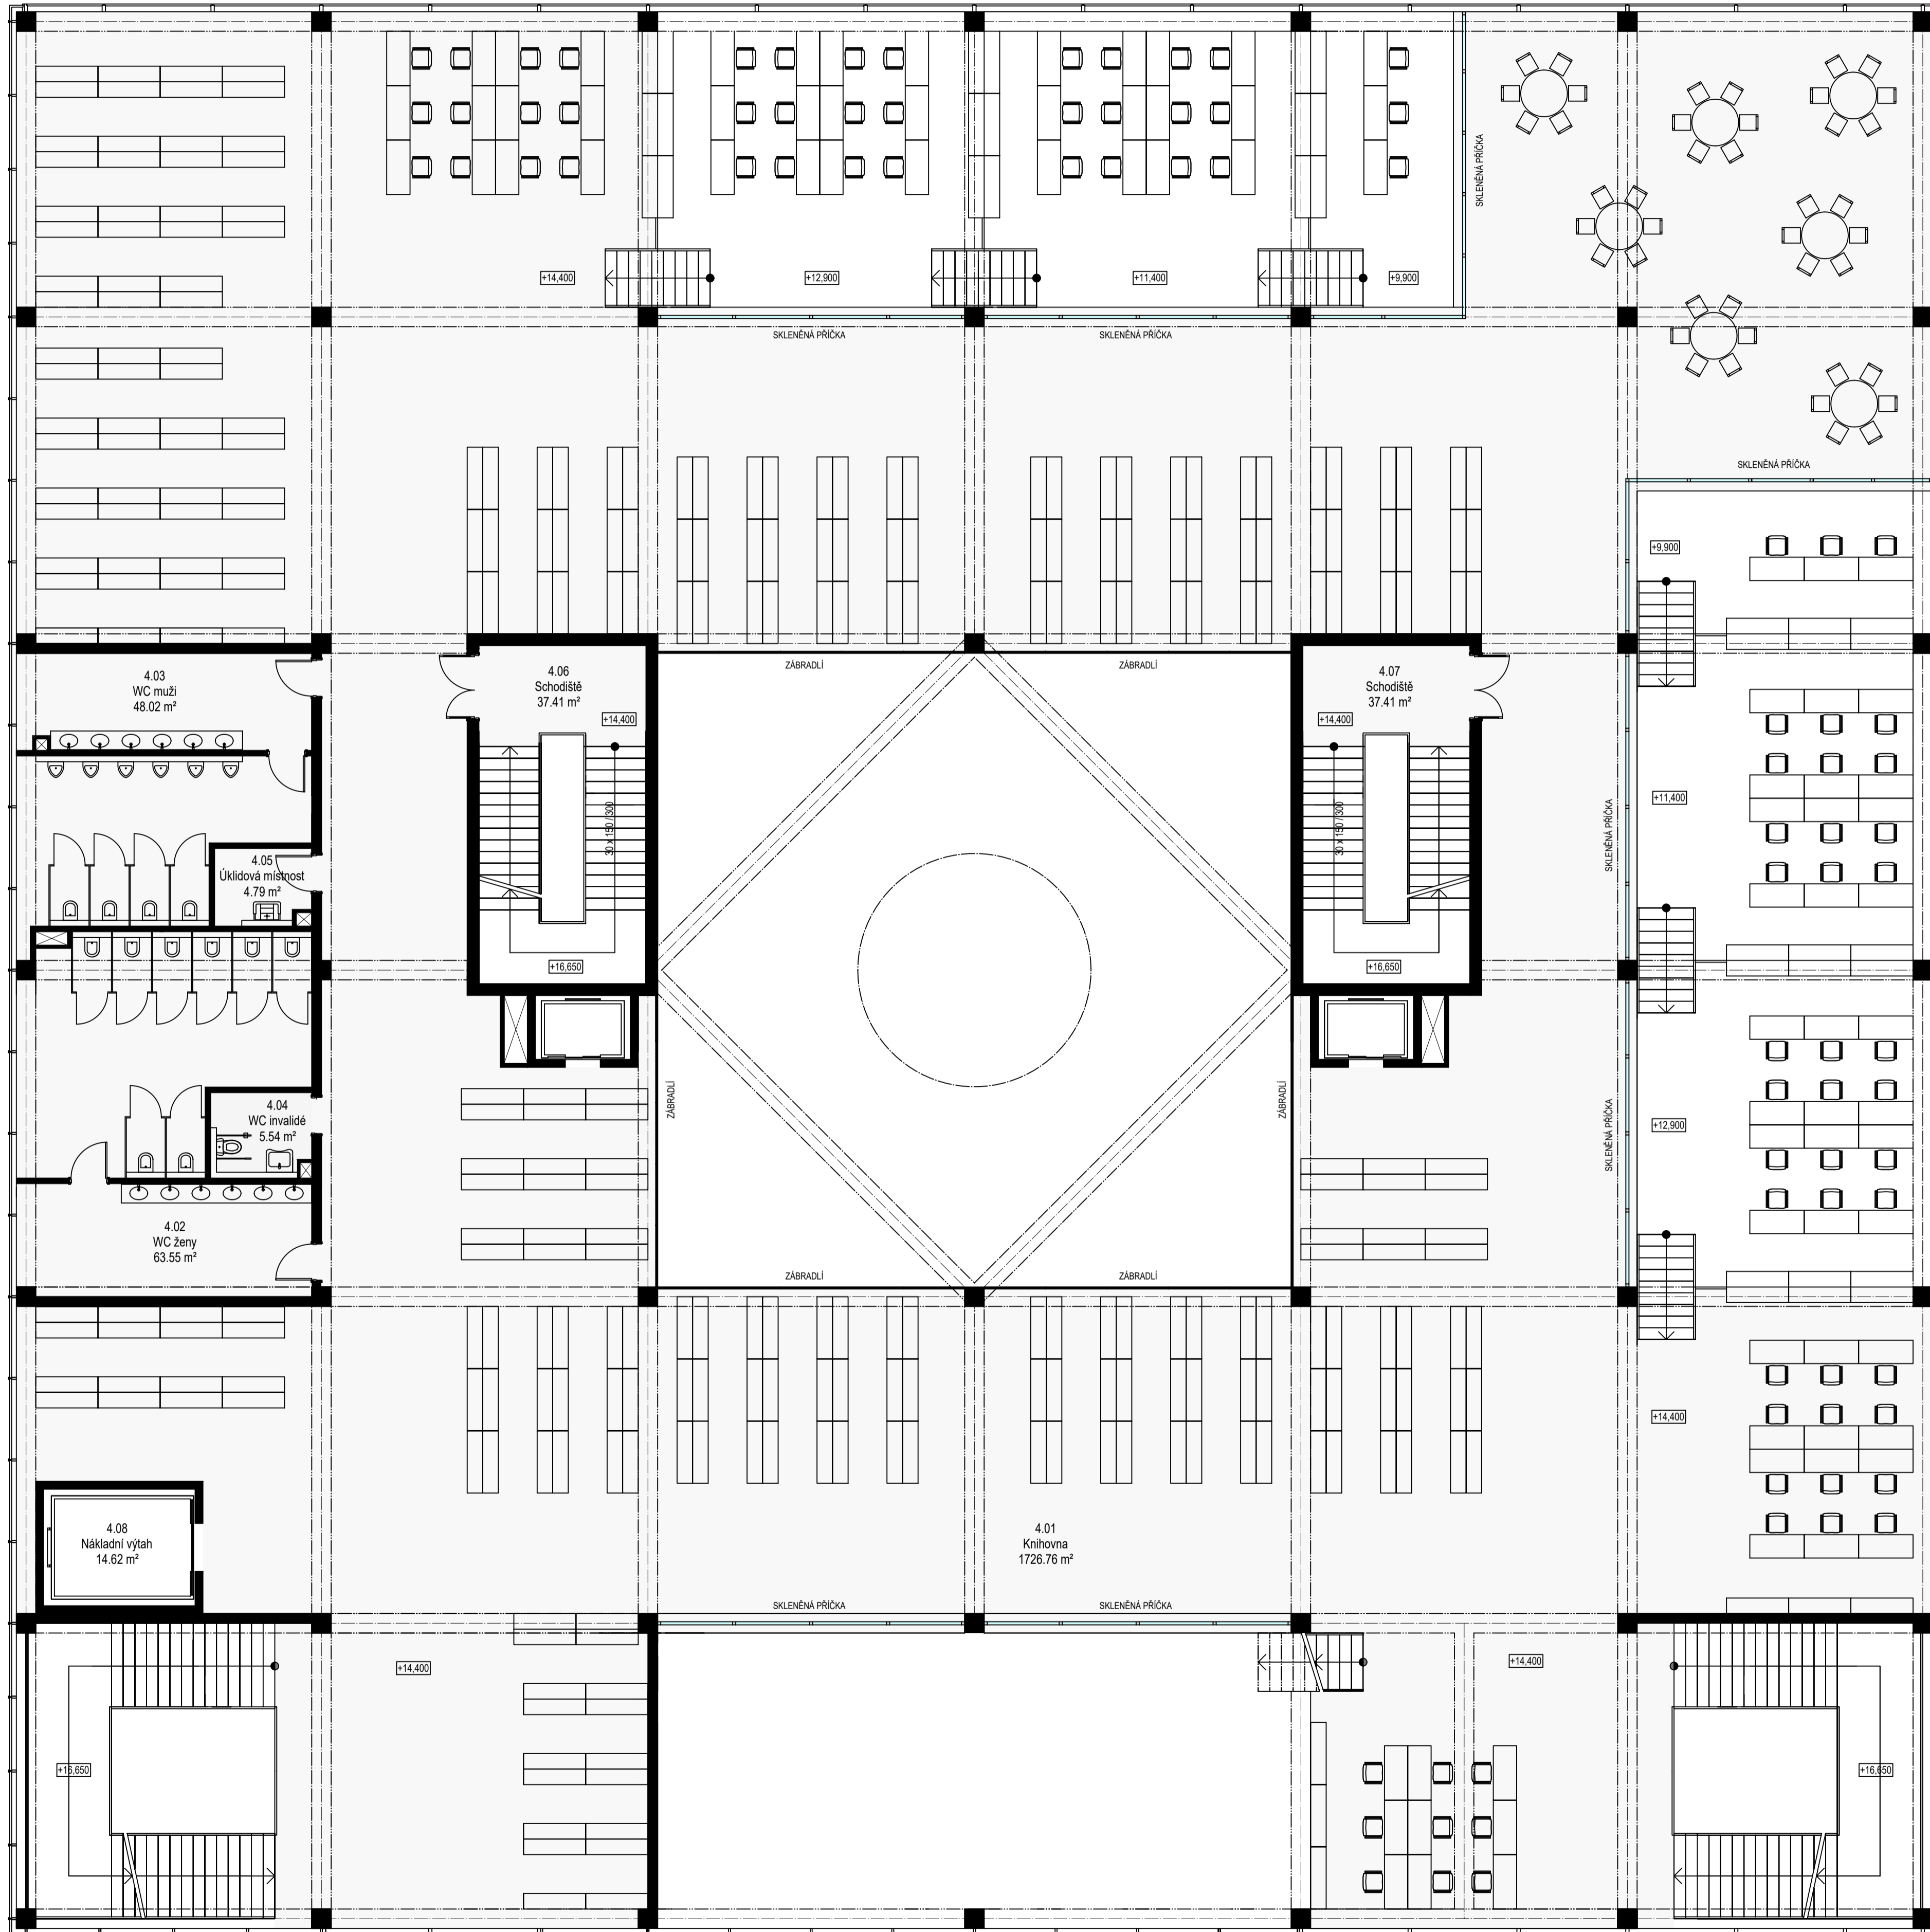 SKLENĚNÁ PŘÍČKA
+14,400
+12,900
+11,400
+9,900
SKLENĚNÁ PŘÍČKA
SKLENĚNÁ PŘÍČKA
SKLENĚNÁ PŘÍČKA
+9,900
4.03
WC muži
48.02 m²
4.06
Schodiště
37.41 m²
+14,400
ZÁBRADLÍ
ZÁBRADLÍ
4.07
Schodiště
37.41 m²
+14,400
+11,400
SKLENĚNÁ PŘÍČKA
30 x 150 / 300
30 x 150 / 300
4.05
Úklidová místnost
4.79 m²
+16,650
+16,650
ZÁBRADLÍ
ZÁBRADLÍ
4.04
WC invalidé
5.54 m²
+12,900
SKLENĚNÁ PŘÍČKA
4.02
WC ženy
63.55 m²
ZÁBRADLÍ
ZÁBRADLÍ
+14,400
4.08
Nákladní výtah
14.62 m²
4.01
Knihovna
1726.76 m²
SKLENĚNÁ PŘÍČKA
SKLENĚNÁ PŘÍČKA
+14,400
+14,400
+16,650
+16,650